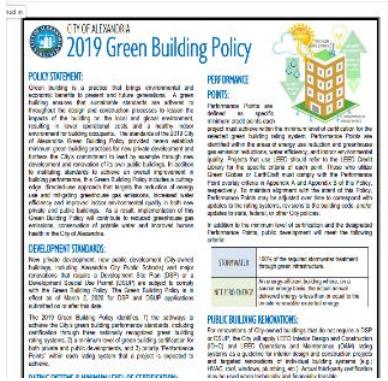 CITY OF ALEXANDRIA
2019 Green Building Policy
POLICY STATEMENT:
Green building is a practice that brings environmental and
economic benefits to present and future generations. A green
building ensures that sustainable standards are adhered to
throughout the design and construction processes to lessen the
impacts of the building on the local and global environment,
resulting in lower operational costs and a healthy indoor
environment for building occupants. The standards of the 2019 City
of Alexandria Green Building Policy provided herein establish
minimum green building practices for new private development and
furthers the City's commitment to lead by example through new
development and renovation of its own public buildings. In addition
to instituting standards to achieve an overall improvement in
building performance, this Green Building Policy includes a cutting-
edge, directed-use approach that targets the reduction of energy
use and mitigating greenhouse gas emissions, increased water
efficiency and improved indoor environmental quality in both new
private and public buildings. As a result, implementation of this
Green Building Policy will contribute to reduced greenhouse gas
emissions, conservation of potable water and improved human
health in the City of Alexandria.
DEVELOPMENT STANDARDS:
New private development, new public development (City-owned
buildings, including Alexandria City Public Schools) and major
renovations that require a Development Site Plan (DSP) or a
Development Special Use Permit (DSUP) are subject to comply
with the Green Building Policy. The Green Building Policy is in
effect as of March 2, 2020 for DSP and DSUP applications
submitted on or after this date.
The 2019 Green Building Policy identifies: 1) the pathways to
achieve the City's green building performance standards, including
certification through three nationally recognized green building
rating systems, 2) a minimum level of green building certification for
both private and public developments, and 3) priority "Performance
Points" within each rating system that a project is expected to
achieve.
PERFORMANCE
POINTS:
Performance Points are
defined as specific
minimum credit points each
project must achieve within the minimum level of certification for the
selected green building rating system. Performance Points are
identified within the areas of energy use reduction and greenhouse
gas emission reductions, water efficiency, and indoor environmental
quality. Projects that use LEED should refer to the LEED Credit
Library for the specific criteria of each point. Those who utilize
Green Globes or EarthCraft must comply with the Performance
Point overlay criteria in Appendix A and Appendix B of this Policy,
respectively. To maintain alignment with the intent of this Policy,
Performance Points may be adjusted over time to correspond with
updates to the rating systems, revisions to the building code and/or
updates to state, federal, or other City policies.
In addition to the minimum level of certification and the designated
Performance Points, public development will meet the following
criteria:
STORMWATER
100% of the required stormwater treatment
through green infrastructure.
NET ZERO ENERGY
PUBLIC BUILDING RENOVATIONS:
For renovations of City-owned buildings that do not require a DSP
or DSUP, the City will apply LEED Interior Design and Construction
(ID+C) and LEED Operations and Maintenance (O&M) rating
systems as a guideline for interior design and construction projects
and targeted renovations of individual building systems (e.g.:
HVAC, roof, windows, plumbing, etc.). Actual third-party certification